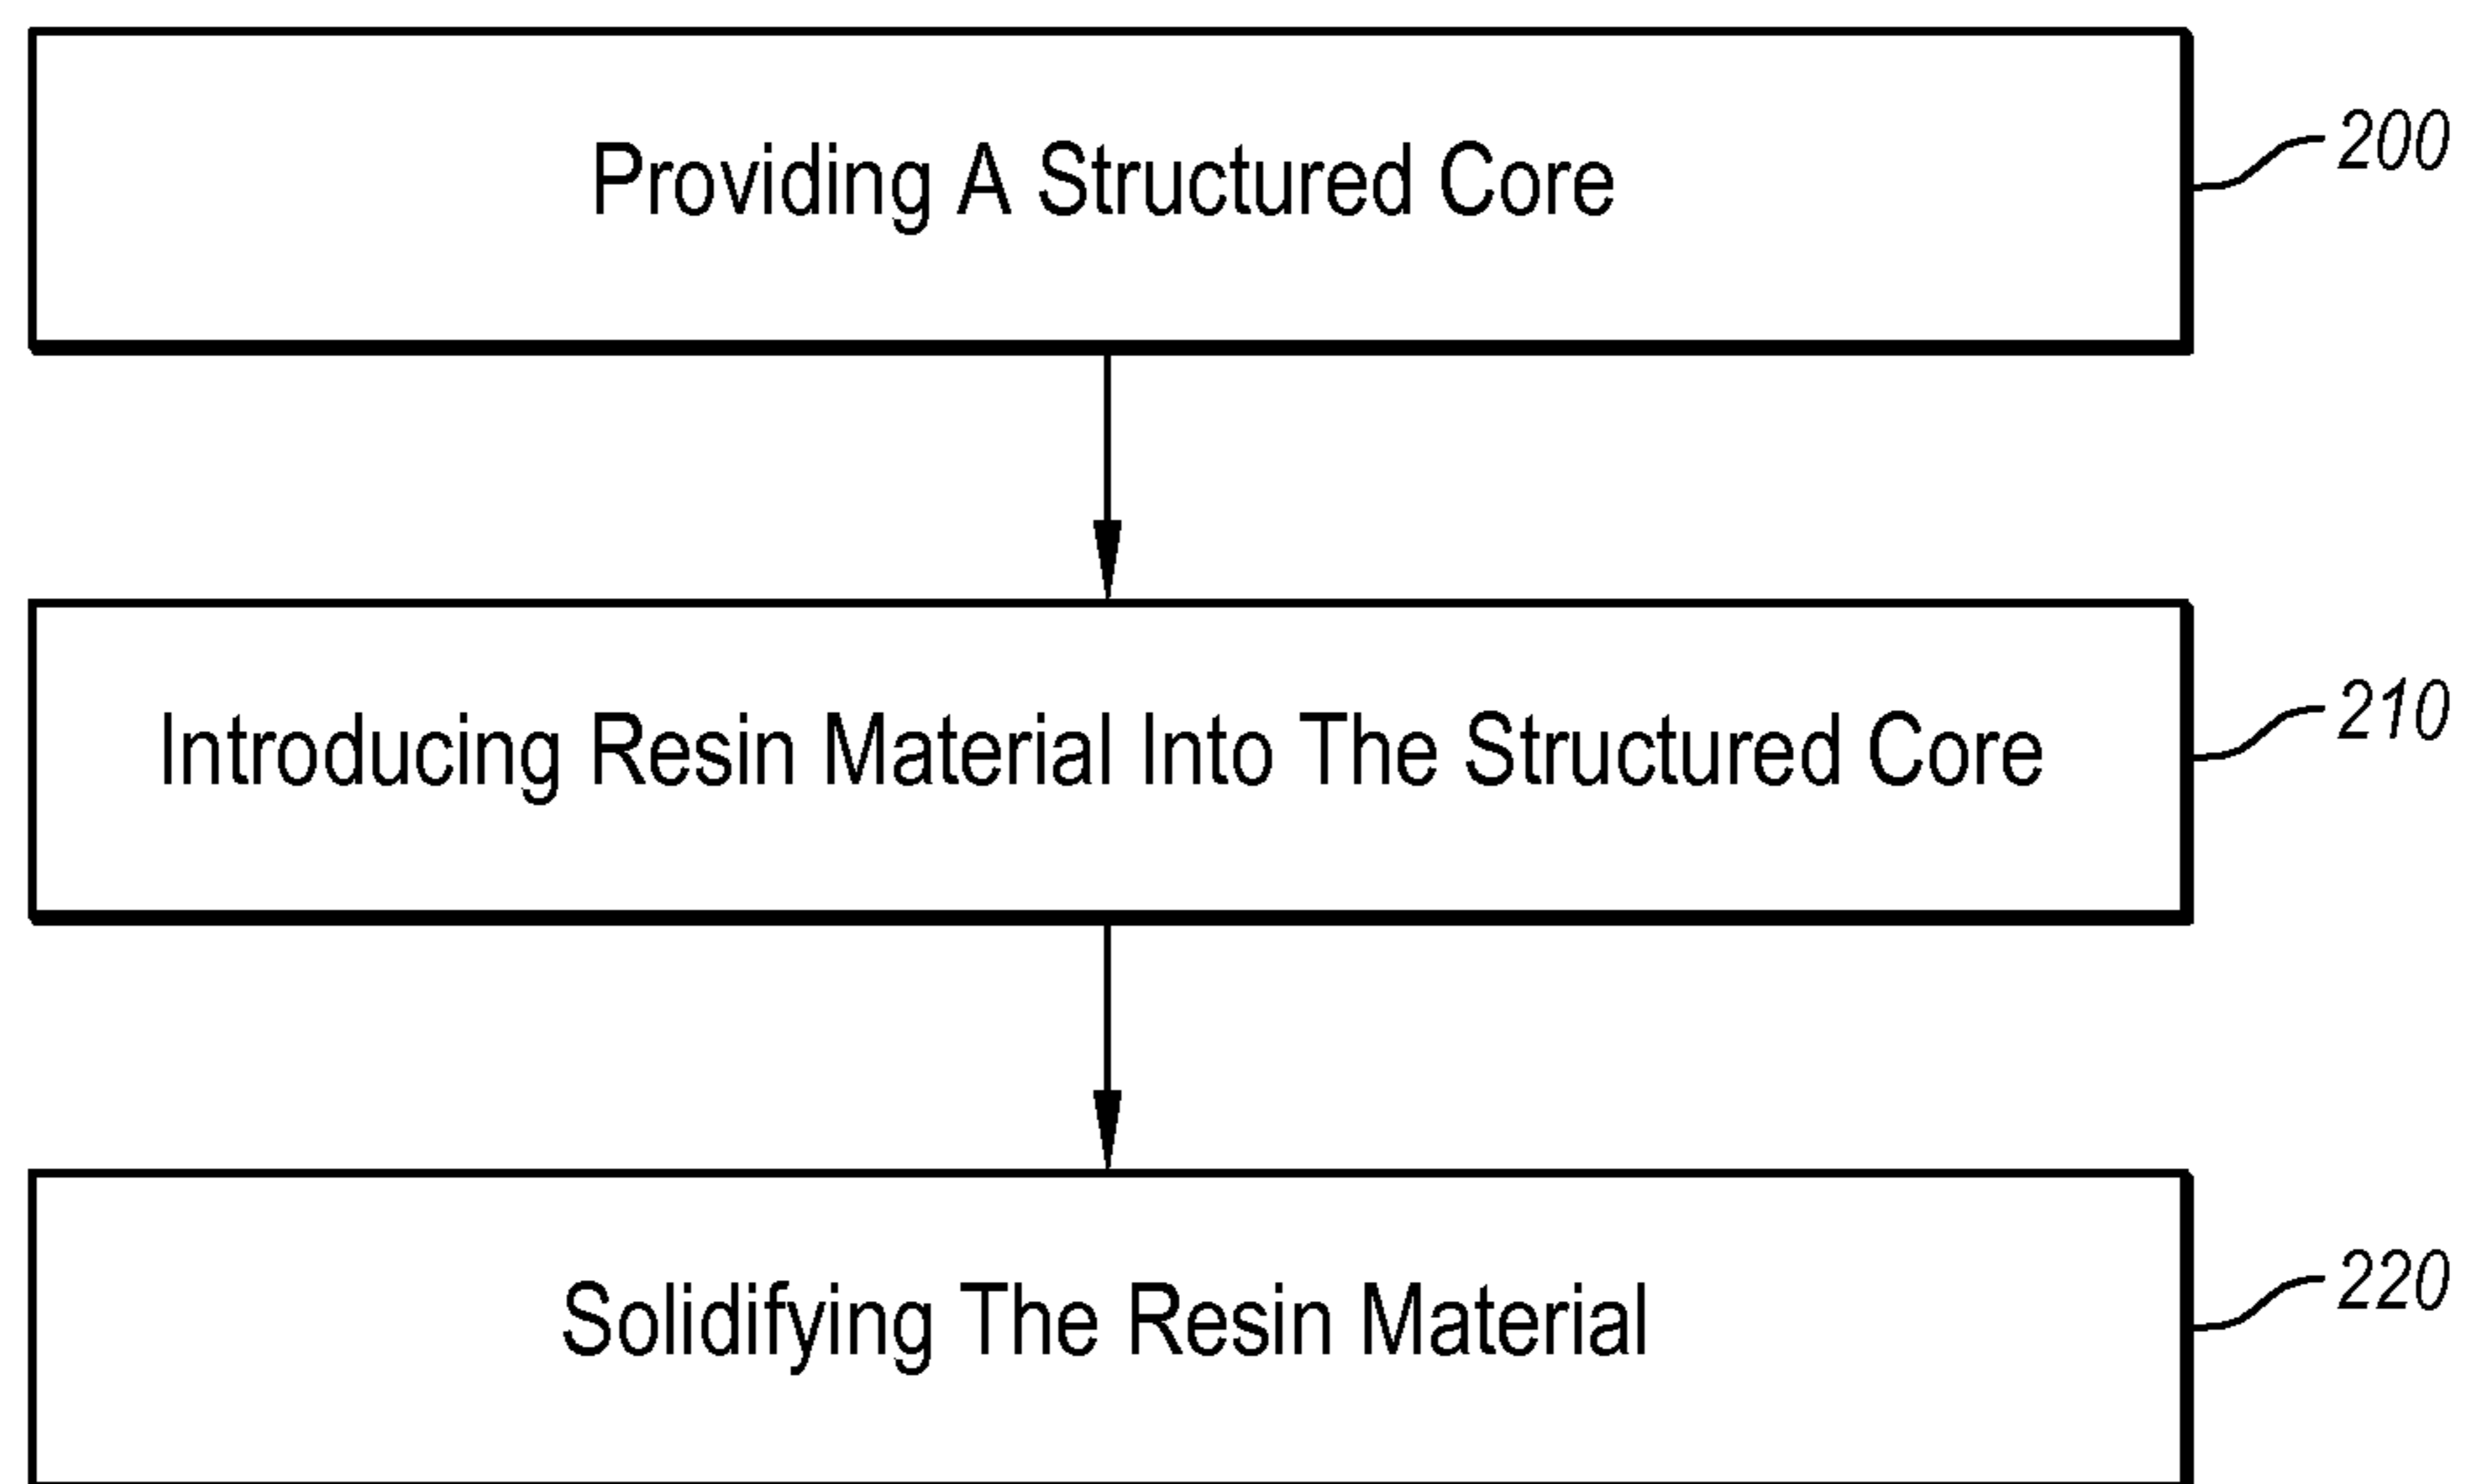 Providing A Structured Core
200
Introducing Resin Material Into The Structured Core
210
Solidifying The Resin Material
220